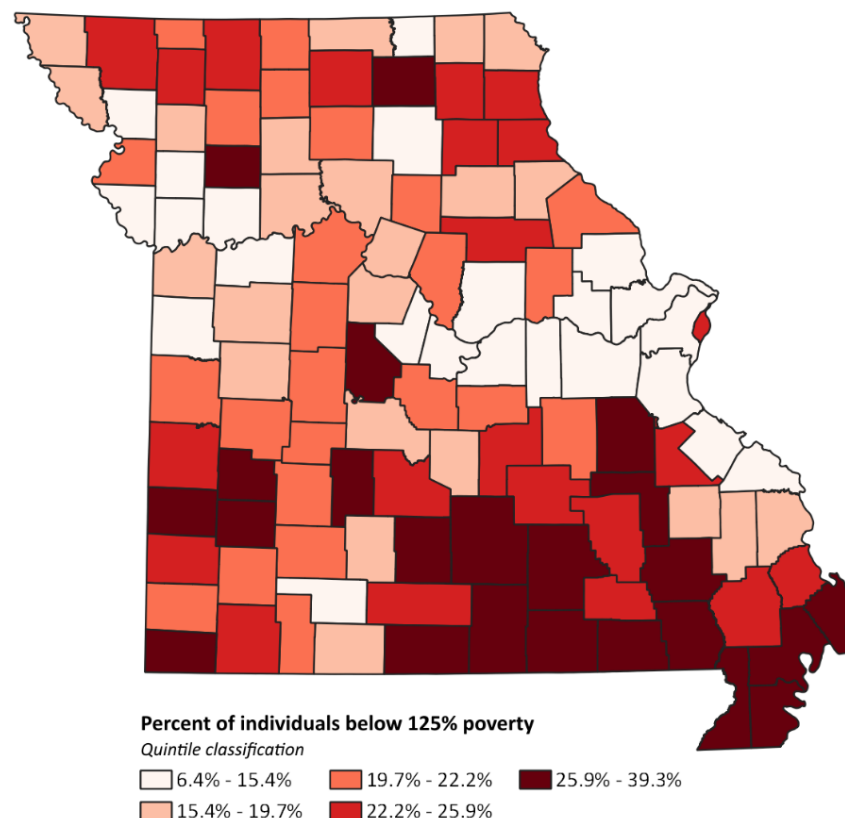 Percent of individuals below 125% poverty
Quintile classification
6.4% - 15.4% 19.7% - 22.2% 25.9% - 39.3%
15.4% - 19.7% 22.2% - 25.9%